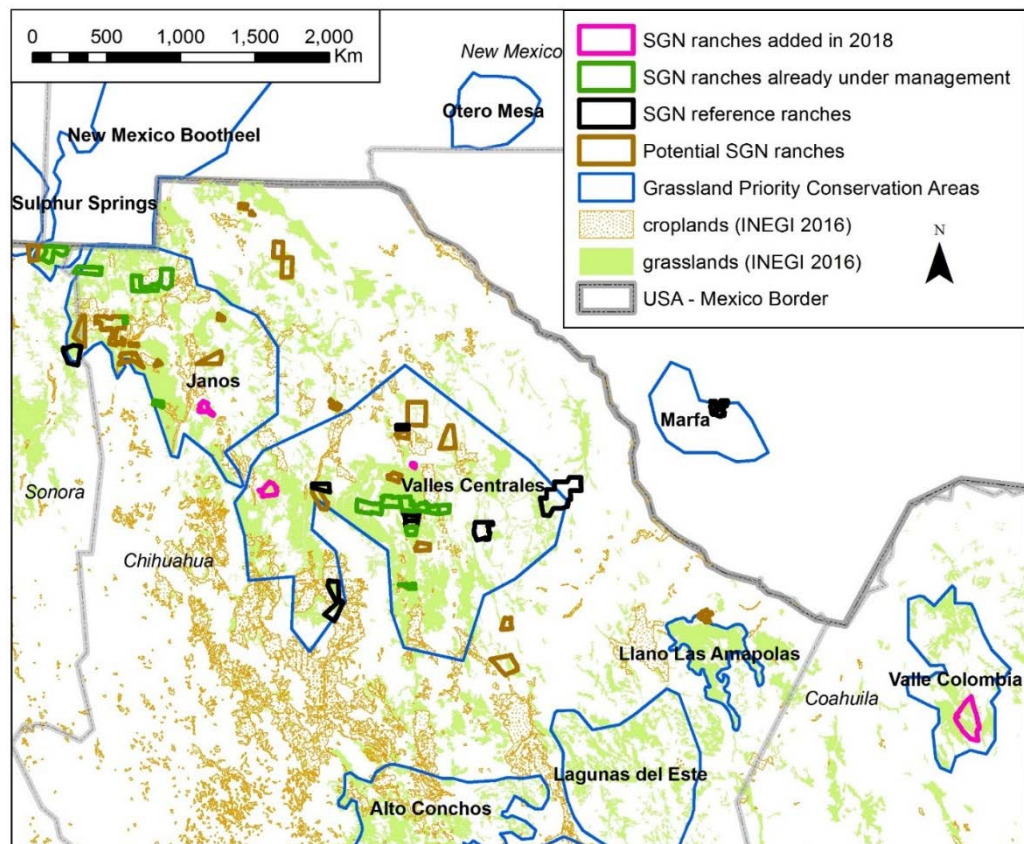 0 500 1,000 1,500 2,000
Km
New Mexico
SGN ranches added in 2018
SGN ranches already under management
SGN reference ranches
Potential SGN ranches
Grassland Priority Conservation Areas
croplands (INEGI 2016)
grasslands (INEGI 2016)
USA - Mexico Border
N
Otero Mesa
New Mexico Bootheel
Sulphur Springs
Janos
Marfa
Valles Centrales
Sonora
Chihuahua
Llano Las Amapolas
Valle Colombia
Coahuila
Lagunas del Este
Alto Conchos